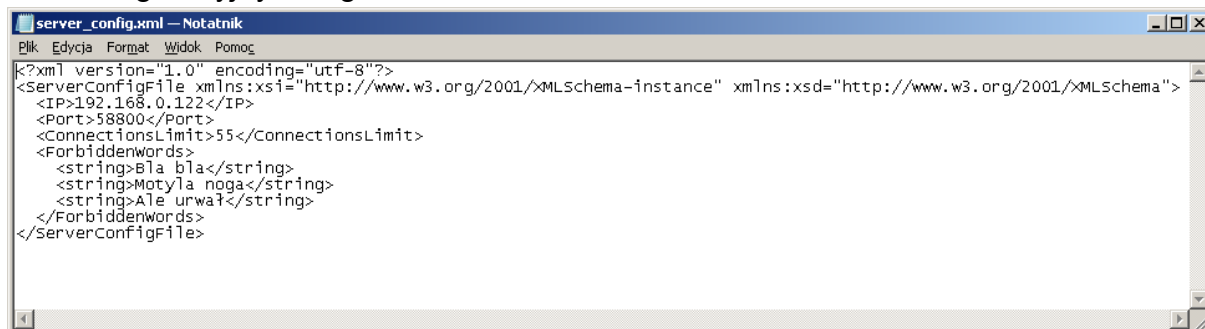 server_config.xml — Notatnik
Plik Edycja Format Widok Pomoc
<?xml version="1.0" encoding="utf-8"?>
<ServerConfigFile xmlns:xsi="http://www.w3.org/2001/XMLSchema-instance" xmlns:xsd="http://www.w3.org/2001/XMLSchema">
  <IP>192.168.0.122</IP>
  <Port>58800</Port>
  <ConnectionsLimit>55</ConnectionsLimit>
  <ForbiddenWords>
    <string>Bla bla</string>
    <string>Motyla noga</string>
    <string>Ale urwał</string>
  </ForbiddenWords>
</ServerConfigFile>